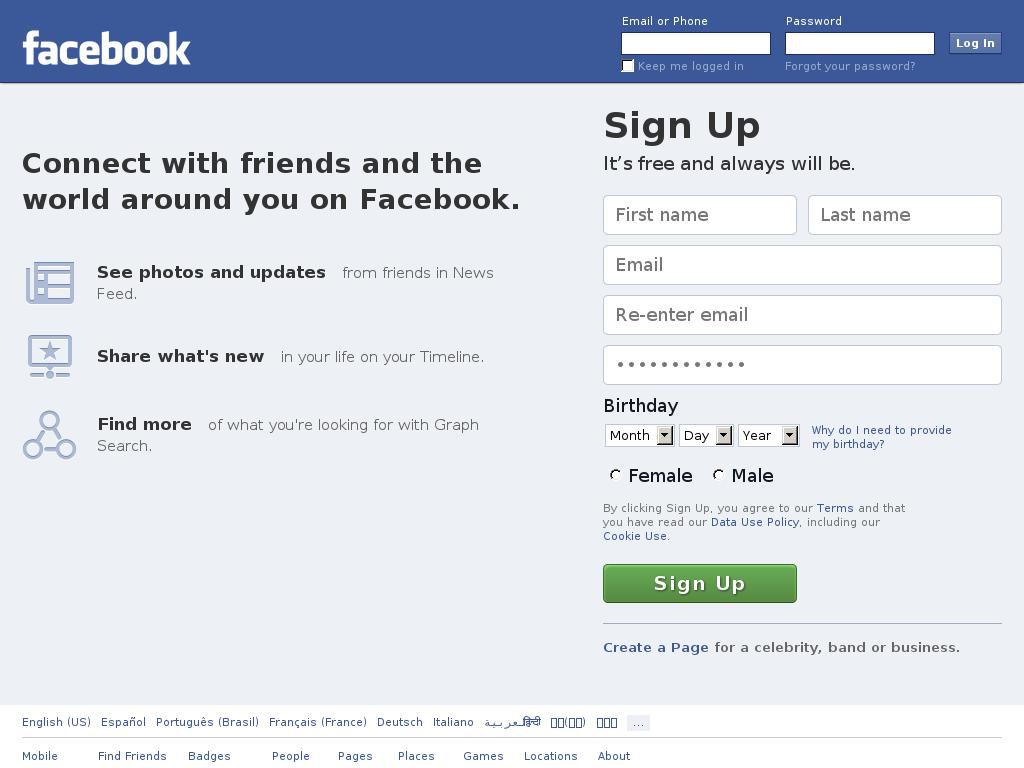 facebook
Email or Phone
Password
Log In
Keep me logged in
Forgot your password?
Connect with friends and the
world around you on Facebook.
See photos and updates from friends in News
Feed.
Share what's new in your life on your Timeline.
Find more of what you're looking for with Graph
Search.
Sign Up
It’s free and always will be.
First name
Last name
Email
Re-enter email
••••••••••••
Birthday
Month
Day
Year
Why do I need to provide
my birthday?
Female
Male
By clicking Sign Up, you agree to our Terms and that
you have read our Data Use Policy, including our
Cookie Use.
Sign Up
Create a Page for a celebrity, band or business.
English (US) Español Português (Brasil) Français (France) Deutsch Italiano العربية हिन्दी ...
Mobile Find Friends Badges People Pages Places Games Locations About